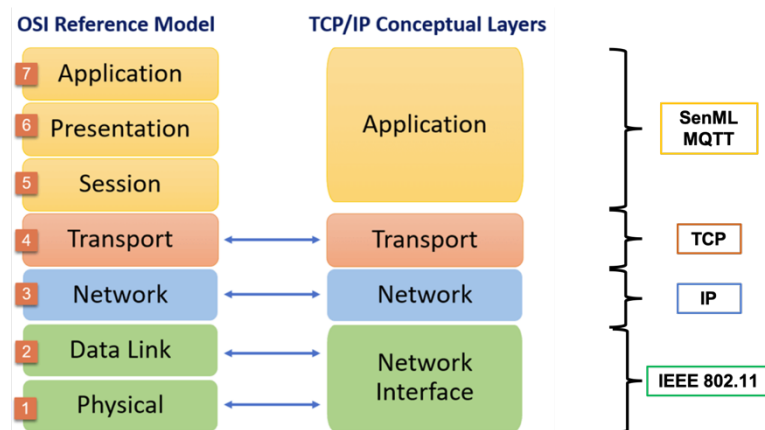 OSI Reference Model
TCP/IP Conceptual Layers
7 Application
6 Presentation
5 Session
Application
SenML
MQTT
4 Transport
Transport
TCP
3 Network
Network
IP
2 Data Link
1 Physical
Network
Interface
IEEE 802.11